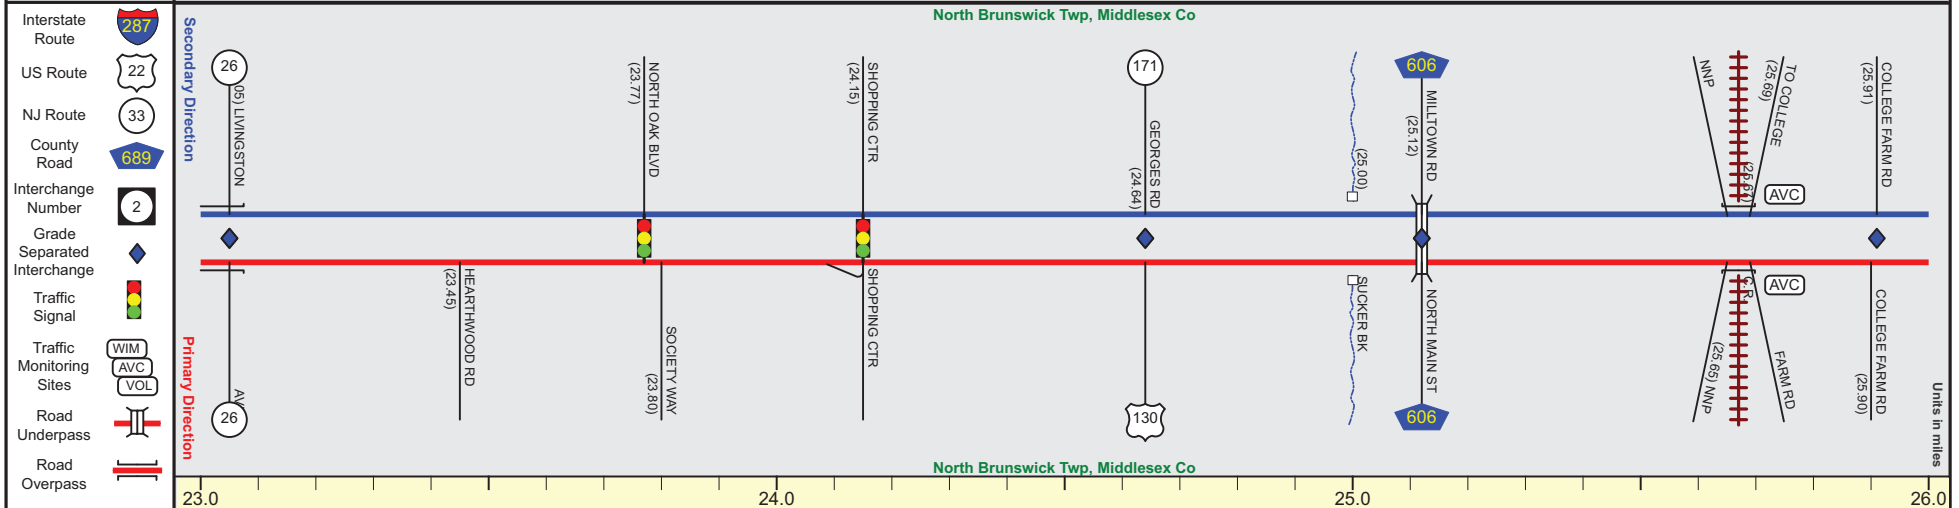 Interstate
Route
287
US Route
22
NJ Route
33
County
Road
689
Interchange
Number
2
Grade
Separated
Interchange
Traffic
Signal
Traffic
Monitoring
Sites
WIM
AVC
VOL
Road
Underpass
Road
Overpass
Secondary Direction
Primary Direction
North Brunswick Twp, Middlesex Co
26
05) LIVINGSTON
AV
26
HEARTHWOOD RD
(23.45)
NORTH OAK BLVD
(23.77)
SOCIETY WAY
(23.80)
SHOPPING CTR
(24.15)
SHOPPING CTR
171
GEORGES RD
(24.64)
130
(25.00)
SUCKER BK
606
MILLTOWN RD
(25.12)
NORTH MAIN ST
606
NNP
(25.65) NNP
C.R.
TO COLLEGE
(25.69)
FARM RD
AVC
AVC
COLLEGE FARM RD
(25.91)
COLLEGE FARM RD
(25.90)
Units in miles
North Brunswick Twp, Middlesex Co
23.0
24.0
25.0
26.0